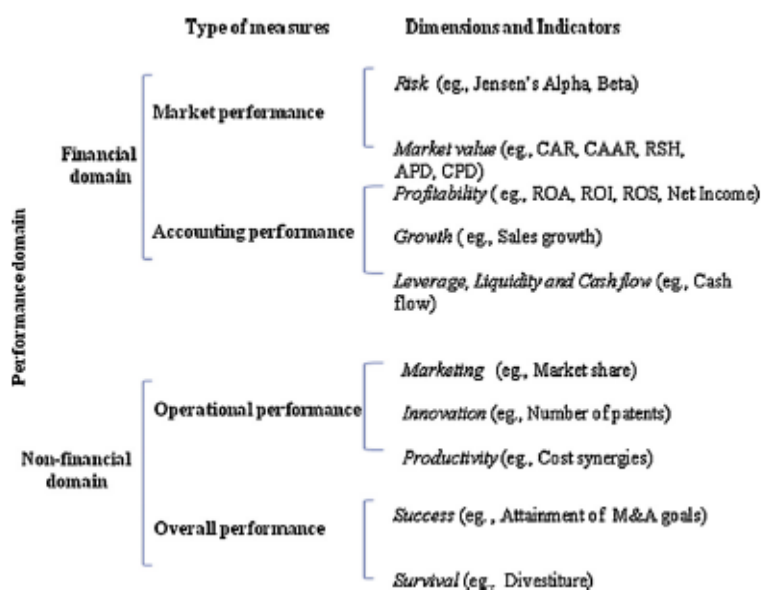 Type of measures
Dimensions and Indicators
Performance domain
Financial
domain
Market performance
Risk (eg., Jensen's Alpha, Beta)
Market value (eg., CAR, CAAR, RSH,
APD, CPD)
Accounting performance
Profitability ( eg., ROA, ROI, ROS, Net Income)
Growth ( eg., Sales growth)
Leverage, Liquidity and Cash flow (eg., Cash
flow)
Non-financial
domain
Operational performance
Marketing (eg., Market share)
Innovation (eg., Number of patents)
Productivity (eg., Cost synergies)
Overall performance
Success (eg. , Attainment of M&A goals)
Survival (eg., Divestiture)